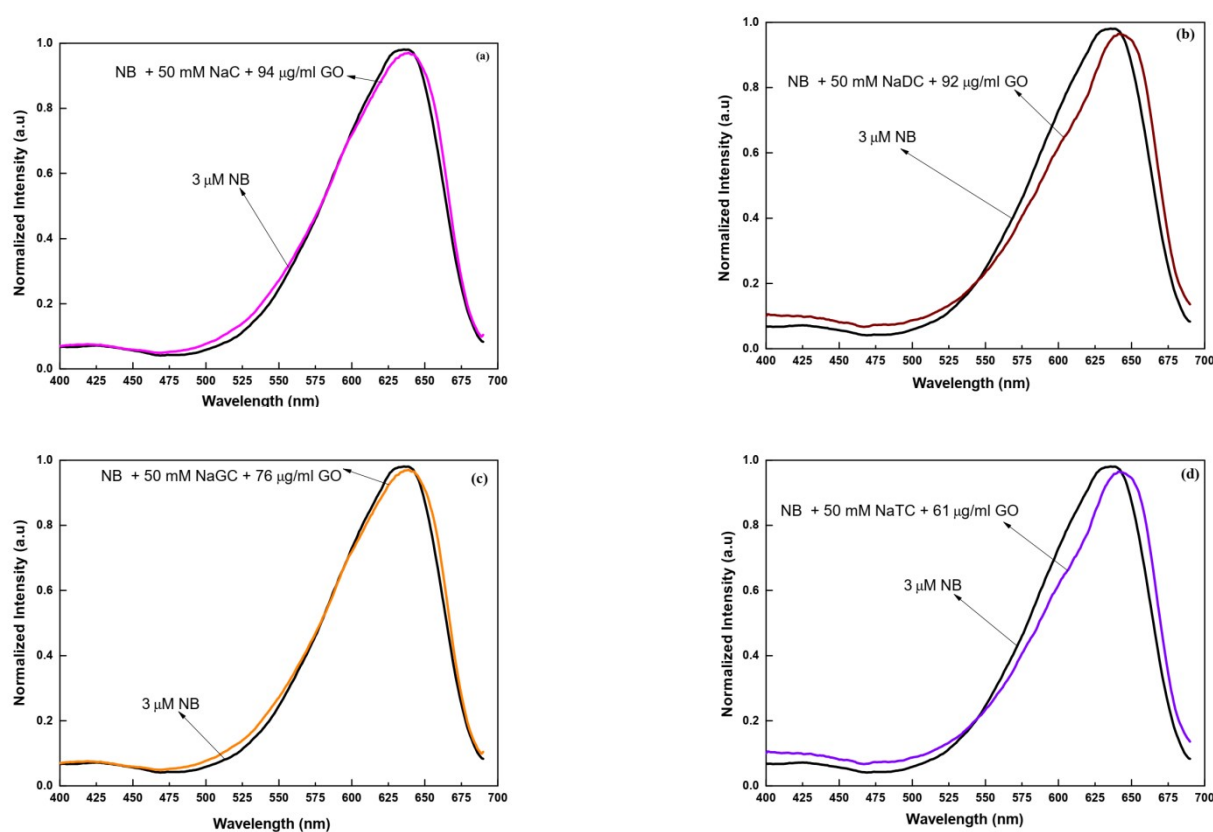 (a)
NB + 50 mM NaC + 94 μg/ml GO
3 μM NB
Normalized Intensity (a.u)
1.0
0.8
0.6
0.4
0.2
0.0
400 425 450 475 500 525 550 575 600 625 650 675 700
Wavelength (nm)
(b)
NB + 50 mM NaDC + 92 μg/ml GO
3 μM NB
Normalized Intensity (a.u)
1.0
0.8
0.6
0.4
0.2
0.0
400 425 450 475 500 525 550 575 600 625 650 675 700
Wavelength (nm)
(c)
NB + 50 mM NaGC + 76 μg/ml GO
3 μM NB
Normalized Intensity (a.u)
1.0
0.8
0.6
0.4
0.2
0.0
400 425 450 475 500 525 550 575 600 625 650 675 700
Wavelength (nm)
(d)
NB + 50 mM NaTC + 61 μg/ml GO
3 μM NB
Normalized Intensity (a.u)
1.0
0.8
0.6
0.4
0.2
0.0
400 425 450 475 500 525 550 575 600 625 650 675 700
Wavelength (nm)